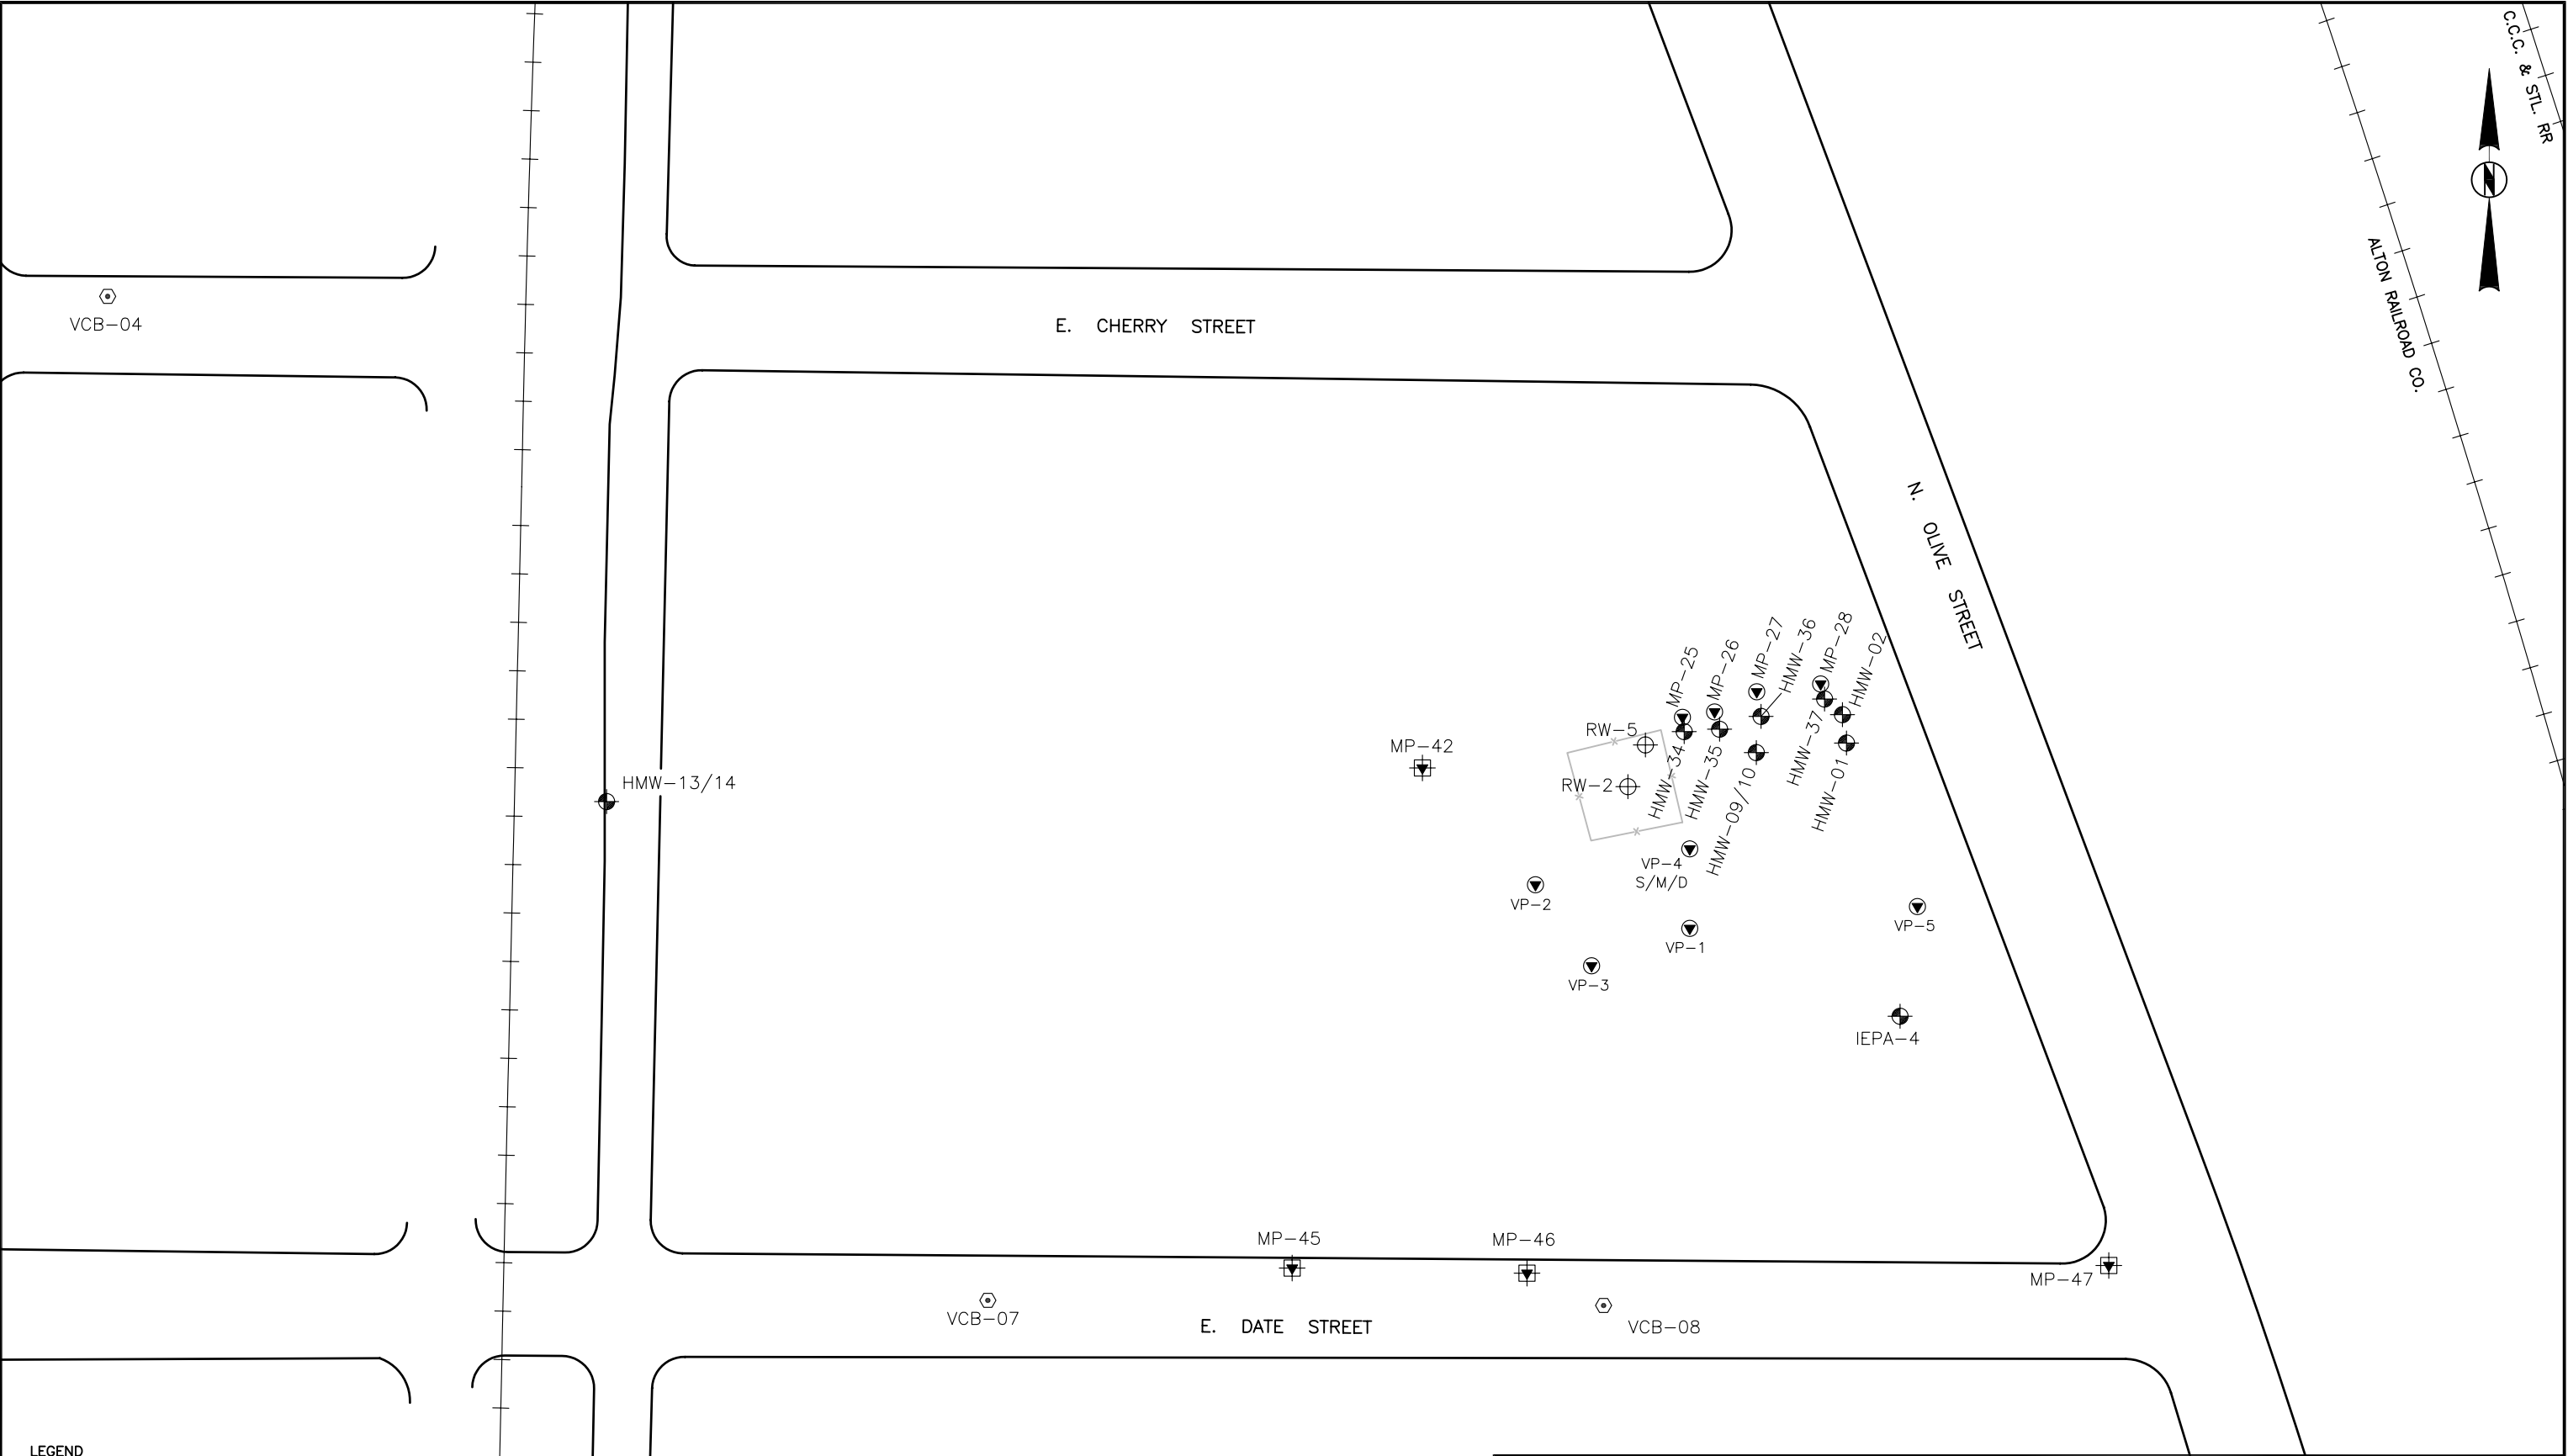 C.C.C. & STL. RR
N
ALTON RAILROAD CO.
VCB-04
E. CHERRY STREET
N. OLIVE STREET
MP-25
MP-26
MP-27
HMW-36
MP-28
HMW-02
RW-5
MP-42
HMW-13/14
RW-2
HMW-34
HMW-35
HMW-09/10
HMW-37
HMW-01
VP-4
S/M/D
VP-2
VP-5
VP-1
VP-3
IEPA-4
MP-45
MP-46
MP-47
VCB-07
E. DATE STREET
VCB-08
LEGEND